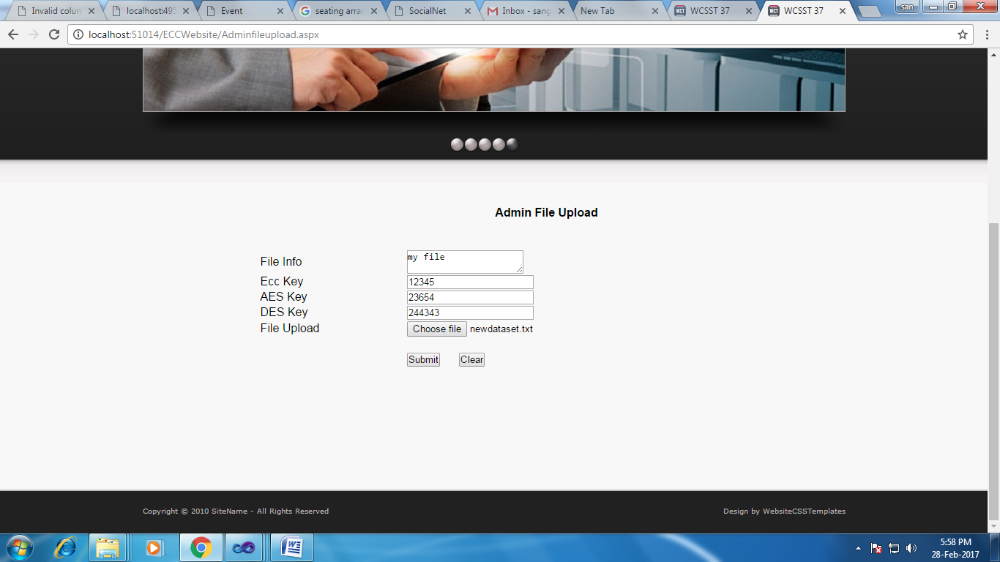 Invalid colum
localhost:495
Event
seating arran
SocialNet
Inbox - sang
New Tab
WCSST 37
WCSST 37
san
localhost:51014/ECCWebsite/Adminfileupload.aspx
Admin File Upload
File Info
my file
Ecc Key
12345
AES Key
23654
DES Key
244343
File Upload
Choose file newdataset.txt
Submit
Clear
Copyright © 2010 SiteName - All Rights Reserved
Design by WebsiteCSSTemplates
5:58 PM
28-Feb-2017